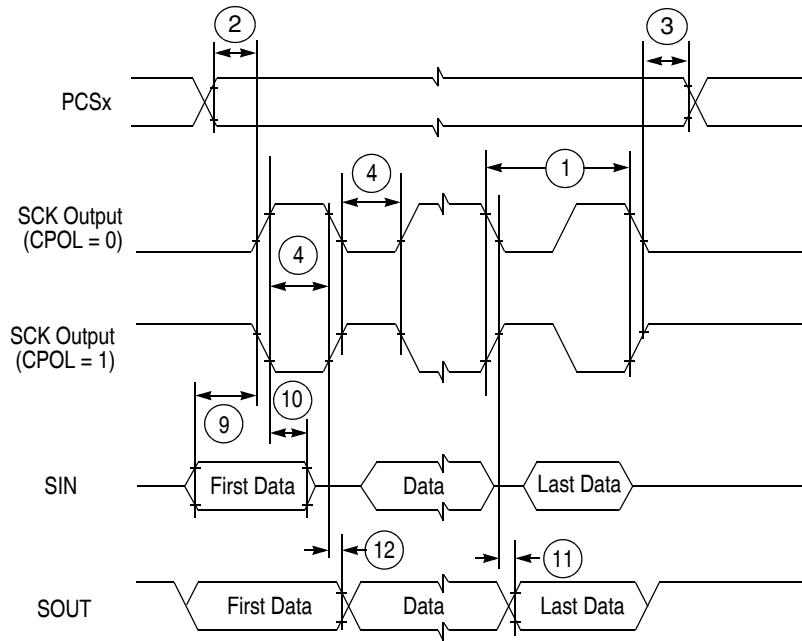 2
3
PCSx
4
1
SCK Output
(CPOL = 0)
4
SCK Output
(CPOL = 1)
9
10
SIN
First Data
Data
Last Data
12
11
SOUT
First Data
Data
Last Data